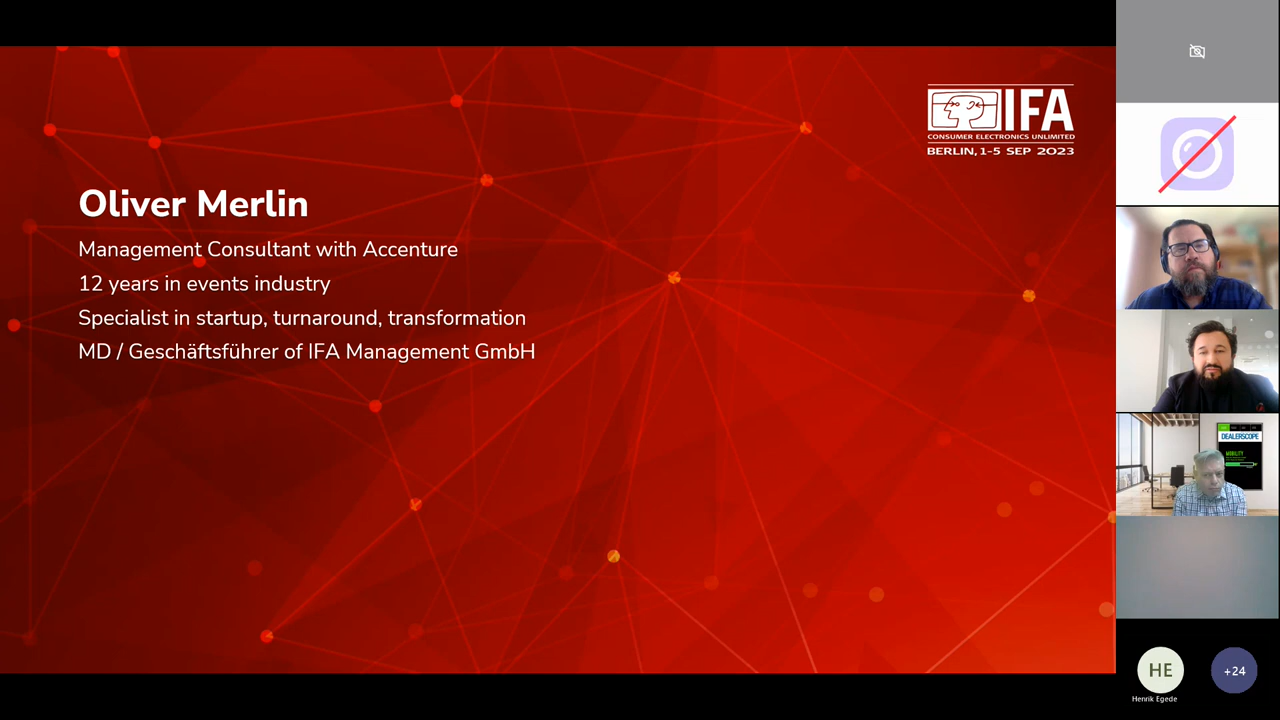 IFA
CONSUMER ELECTRONICS UNLIMITED
BERLIN, 1-5 SEP 2023
Oliver Merlin
Management Consultant with Accenture
12 years in events industry
Specialist in startup, turnaround, transformation
MD / Geschäftsführer of IFA Management GmbH
DEALERSCOPE
MOBILITY
HE
+24
Henrik Egede